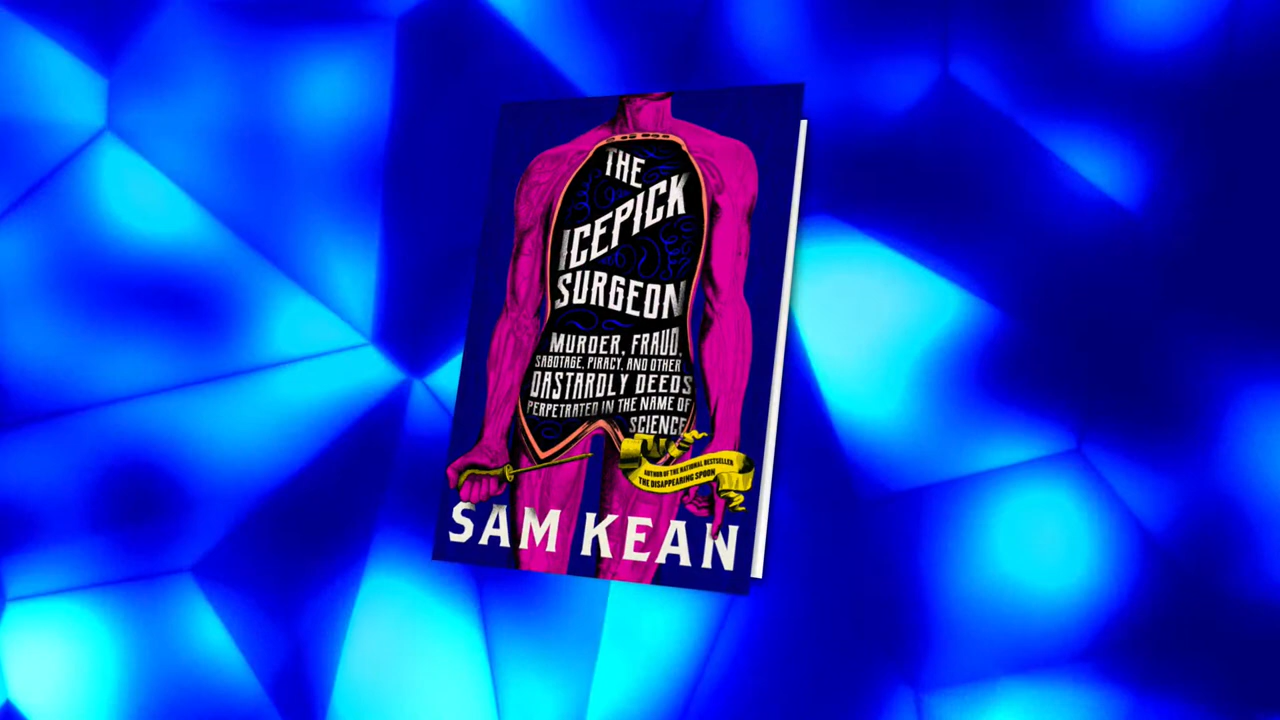 THE
ICEPICK
SURGEON
MURDER, FRAUD,
SABOTAGE, PIRACY, AND OTHER
DASTARDLY DEEDS
PERPETRATED IN THE NAME OF
SCIENCE
AUTHOR OF THE NATIONAL BESTSELLER
THE DISAPPEARING SPOON
SAM KEAN